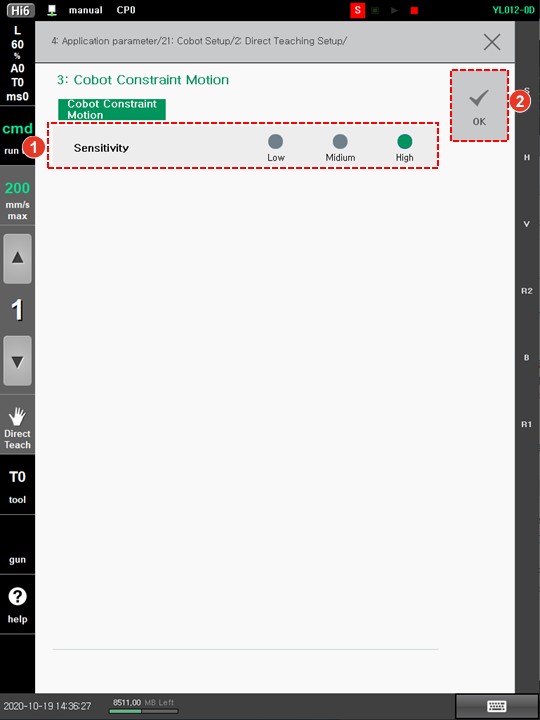 Hi6 manual CP0 S YL012-0D
L
60
%
A0
T0
ms0
4: Application parameter/21: Cobot Setup/2: Direct Teaching Setup/
3: Cobot Constraint Motion
Cobot Constraint
Motion
OK
2
cmd
run
1
Sensitivity
Low
Midium
High
200
mm/s
max
1
Direct
Teach
T0
tool
gun
?
help
S
H
V
R2
B
R1
2020-10-19 14:36:27
8511,00 MB Left